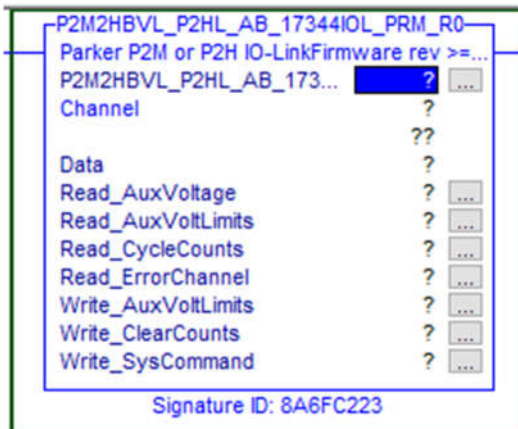 P2M2HBVL_P2HL_AB_17344IOL_PRM_R0
Parker P2M or P2H IO-LinkFirmware rev >=...
P2M2HBVL_P2HL_AB_173... ? ...
Channel ?
??
Data ?
Read_AuxVoltage ? ...
Read_AuxVoltLimits ? ...
Read_CycleCounts ? ...
Read_ErrorChannel ? ...
Write_AuxVoltLimits ? ...
Write_ClearCounts ? ...
Write_SysCommand ? ...
Signature ID: 8A6FC223